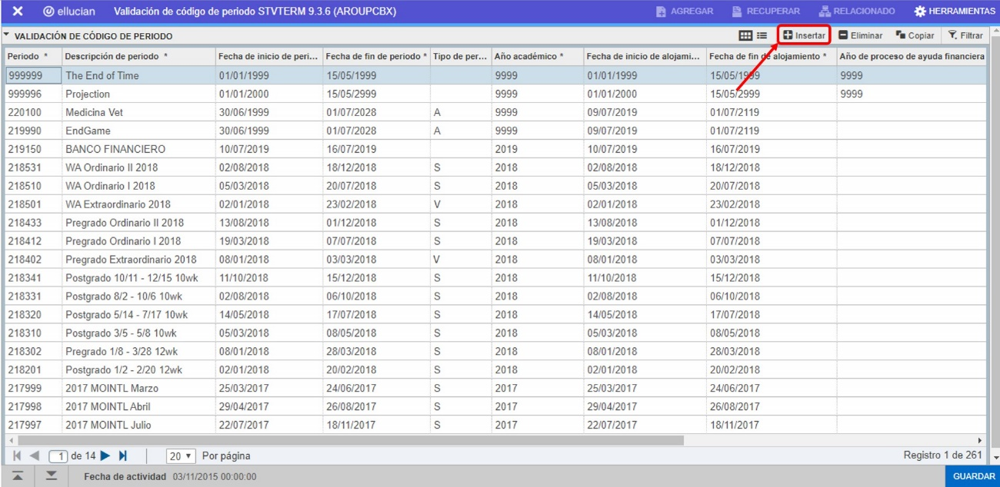 ellucian Validación de código de periodo STVTERM 9.3.6 (AROUPCBX) AGREGAR RECUPERAR RELACIONADO HERRAMIENTAS
VALIDACIÓN DE CÓDIGO DE PERIODO Insertar Eliminar Copiar Filtrar
Periodo * Descripción de periodo * Fecha de inicio de peri... Fecha de fin de periodo * Tipo de per... Año académico * Fecha de inicio de alojami... Fecha de fin de alojamiento * Año de proceso de ayuda financiera
999999 The End of Time 01/01/1999 15/05/1999 9999 01/01/1999 15/05/1999 9999
999996 Projection 01/01/2000 15/05/2999 9999 01/01/2000 15/05/2999 9999
220100 Medicina Vet 30/06/1999 01/07/2028 A 9999 09/07/2019 01/07/2119
219990 EndGame 30/06/1999 01/07/2028 A 9999 09/07/2019 01/07/2119
219150 BANCO FINANCIERO 10/07/2019 16/07/2019 2019 10/07/2019 16/07/2019
218531 WA Ordinario II 2018 02/08/2018 18/12/2018 S 2018 02/08/2018 18/12/2018
218510 WA Ordinario I 2018 05/03/2018 20/07/2018 S 2018 05/03/2018 20/07/2018
218501 WA Extraordinario 2018 02/01/2018 23/02/2018 V 2018 02/01/2018 23/02/2018
218433 Pregrado Ordinario II 2018 13/08/2018 01/12/2018 S 2018 13/08/2018 01/12/2018
218412 Pregrado Ordinario I 2018 19/03/2018 07/07/2018 S 2018 19/03/2018 07/07/2018
218402 Pregrado Extraordinario 2018 08/01/2018 03/03/2018 V 2018 08/01/2018 03/03/2018
218341 Postgrado 10/11 - 12/15 10wk 11/10/2018 15/12/2018 S 2018 11/10/2018 15/12/2018
218331 Postgrado 8/2 - 10/6 10wk 02/08/2018 06/10/2018 S 2018 02/08/2018 06/10/2018
218320 Postgrado 5/14 - 7/17 10wk 14/05/2018 17/07/2018 S 2018 14/05/2018 17/07/2018
218310 Postgrado 3/5 - 5/8 10wk 05/03/2018 08/05/2018 S 2018 05/03/2018 08/05/2018
218302 Pregrado 1/8 - 3/28 12wk 08/01/2018 28/03/2018 S 2018 08/01/2018 28/03/2018
218201 Postgrado 1/2 - 2/20 12wk 02/01/2018 20/02/2018 S 2018 02/01/2018 20/02/2018
217999 2017 MOINTL Marzo 25/03/2017 24/06/2017 S 2017 25/03/2017 24/06/2017
217998 2017 MOINTL Abril 29/04/2017 26/08/2017 S 2017 29/04/2017 26/08/2017
217997 2017 MOINTL Julio 22/07/2017 18/11/2017 S 2017 22/07/2017 18/11/2017
1 de 14 20 Por página Registro 1 de 261
Fecha de actividad 03/11/2015 00:00:00 GUARDAR